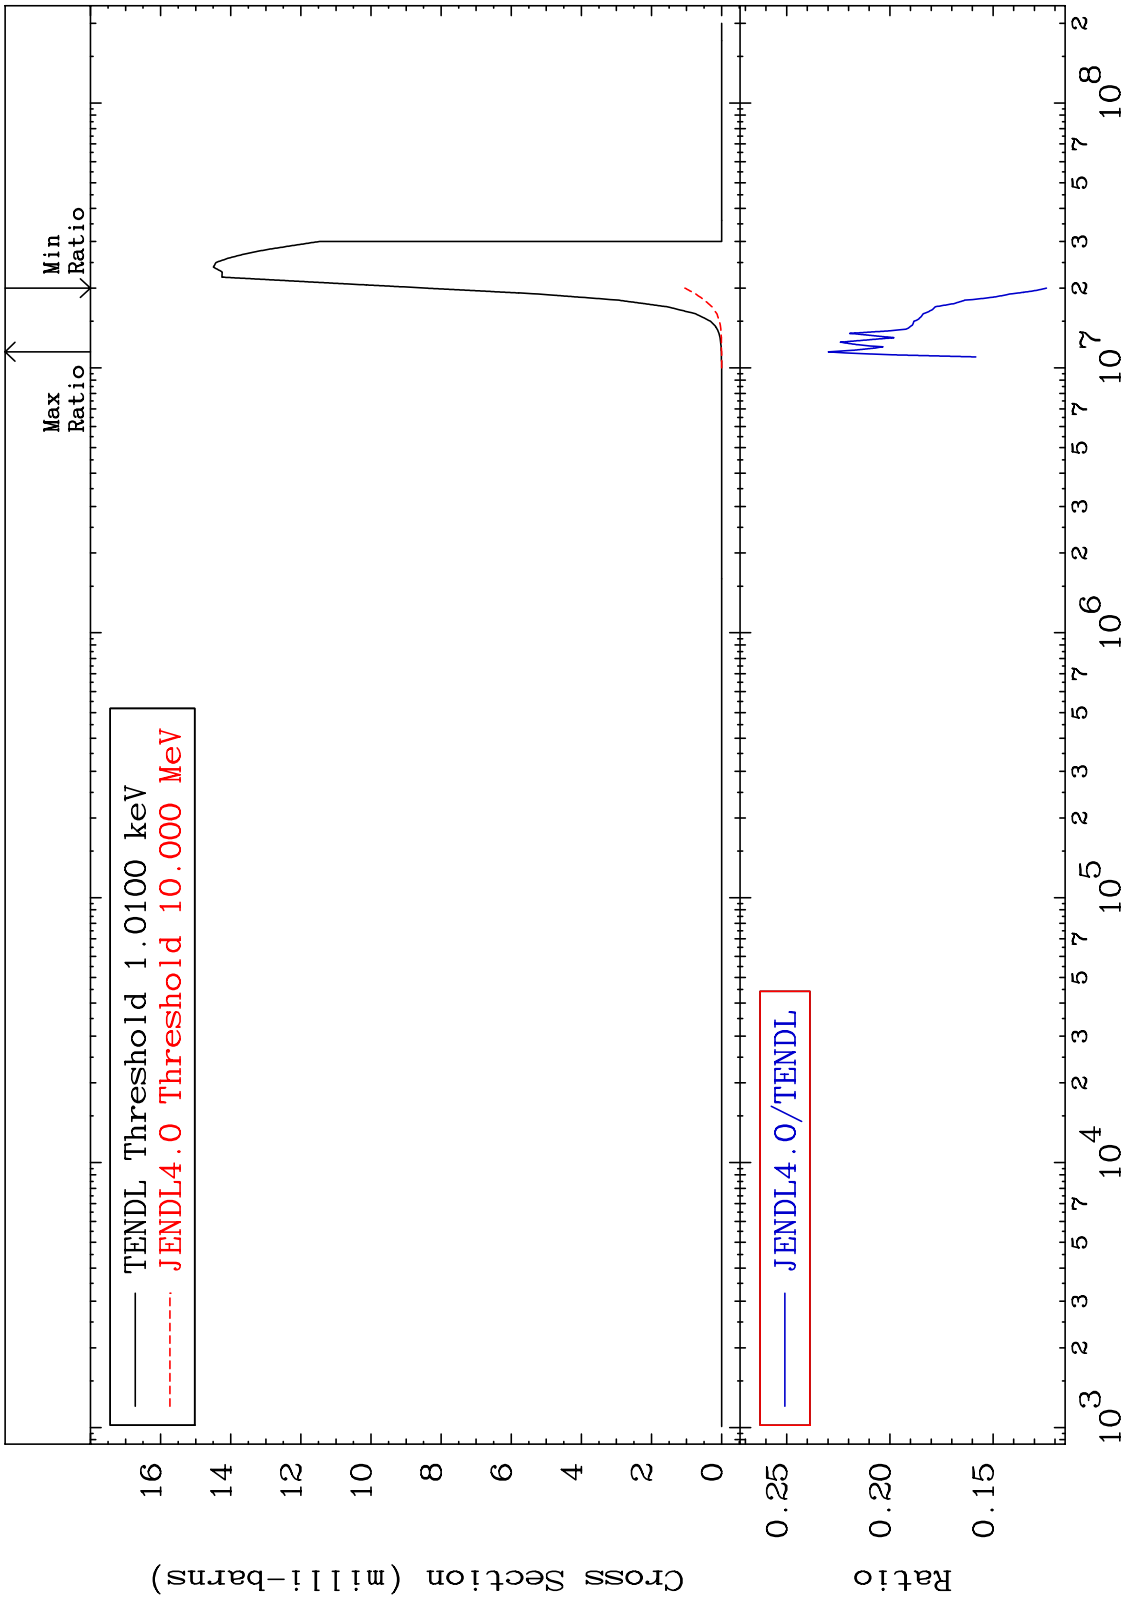 Max
Ratio
Min
Ratio
Cross Section (milli-barns)
16
14
12
10
8
6
4
2
0
TENDL Threshold 1.0100 keV
JENDL4.0 Threshold 10.000 MeV
Ratio
0.25
0.20
0.15
JENDL4.0/TENDL
10³ 2 3 5 7 10⁴ 2 3 5 7 10⁵ 2 3 5 7 10⁶ 2 3 5 7 10⁷ 2 3 5 7 10⁸ 2